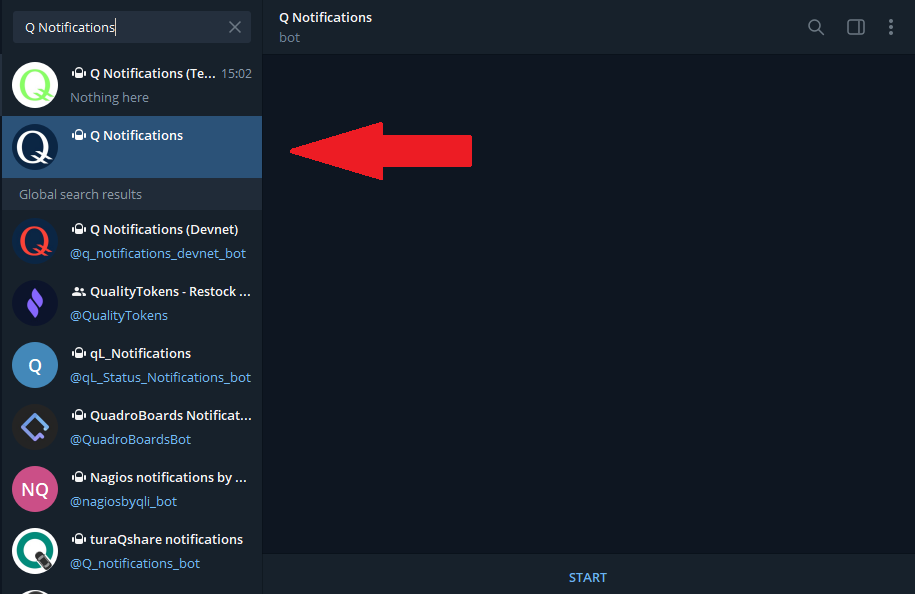 Q Notifications
Q Notifications (Te... 15:02
Nothing here
Q Notifications
Global search results
Q Notifications (Devnet)
@q_notifications_devnet_bot
QualityTokens - Restock ...
@QualityTokens
Q
qL_Notifications
@qL_Status_Notifications_bot
QuadroBoards Notificat...
@QuadroBoardsBot
NQ
Nagios notifications by ...
@nagiosbyqli_bot
turaQshare notifications
@Q_notifications_bot
Q Notifications
bot
START